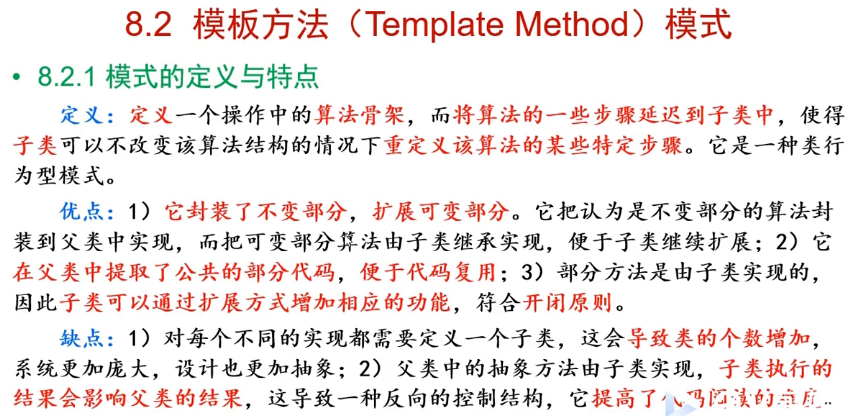 8.2 模板方法（Template Method）模式
• 8.2.1 模式的定义与特点
定义：定义一个操作中的算法骨架，而将算法的一些步骤延迟到子类中，使得
子类可以不改变该算法结构的情况下重定义该算法的某些特定步骤。它是一种类行
为型模式。
优点：1）它封装了不变部分，扩展可变部分。它把认为是不变部分的算法封
装到父类中实现，而把可变部分算法由子类继承实现，便于子类继续扩展；2）它
在父类中提取了公共的部分代码，便于代码复用；3）部分方法是由子类实现的，
因此子类可以通过扩展方式增加相应的功能，符合开闭原则。
缺点：1）对每个不同的实现都需要定义一个子类，这会导致类的个数增加，
系统更加庞大，设计也更加抽象；2）父类中的抽象方法由子类实现，子类执行的
结果会影响父类的结果，这导致一种反向的控制结构，它提高了代码阅读的